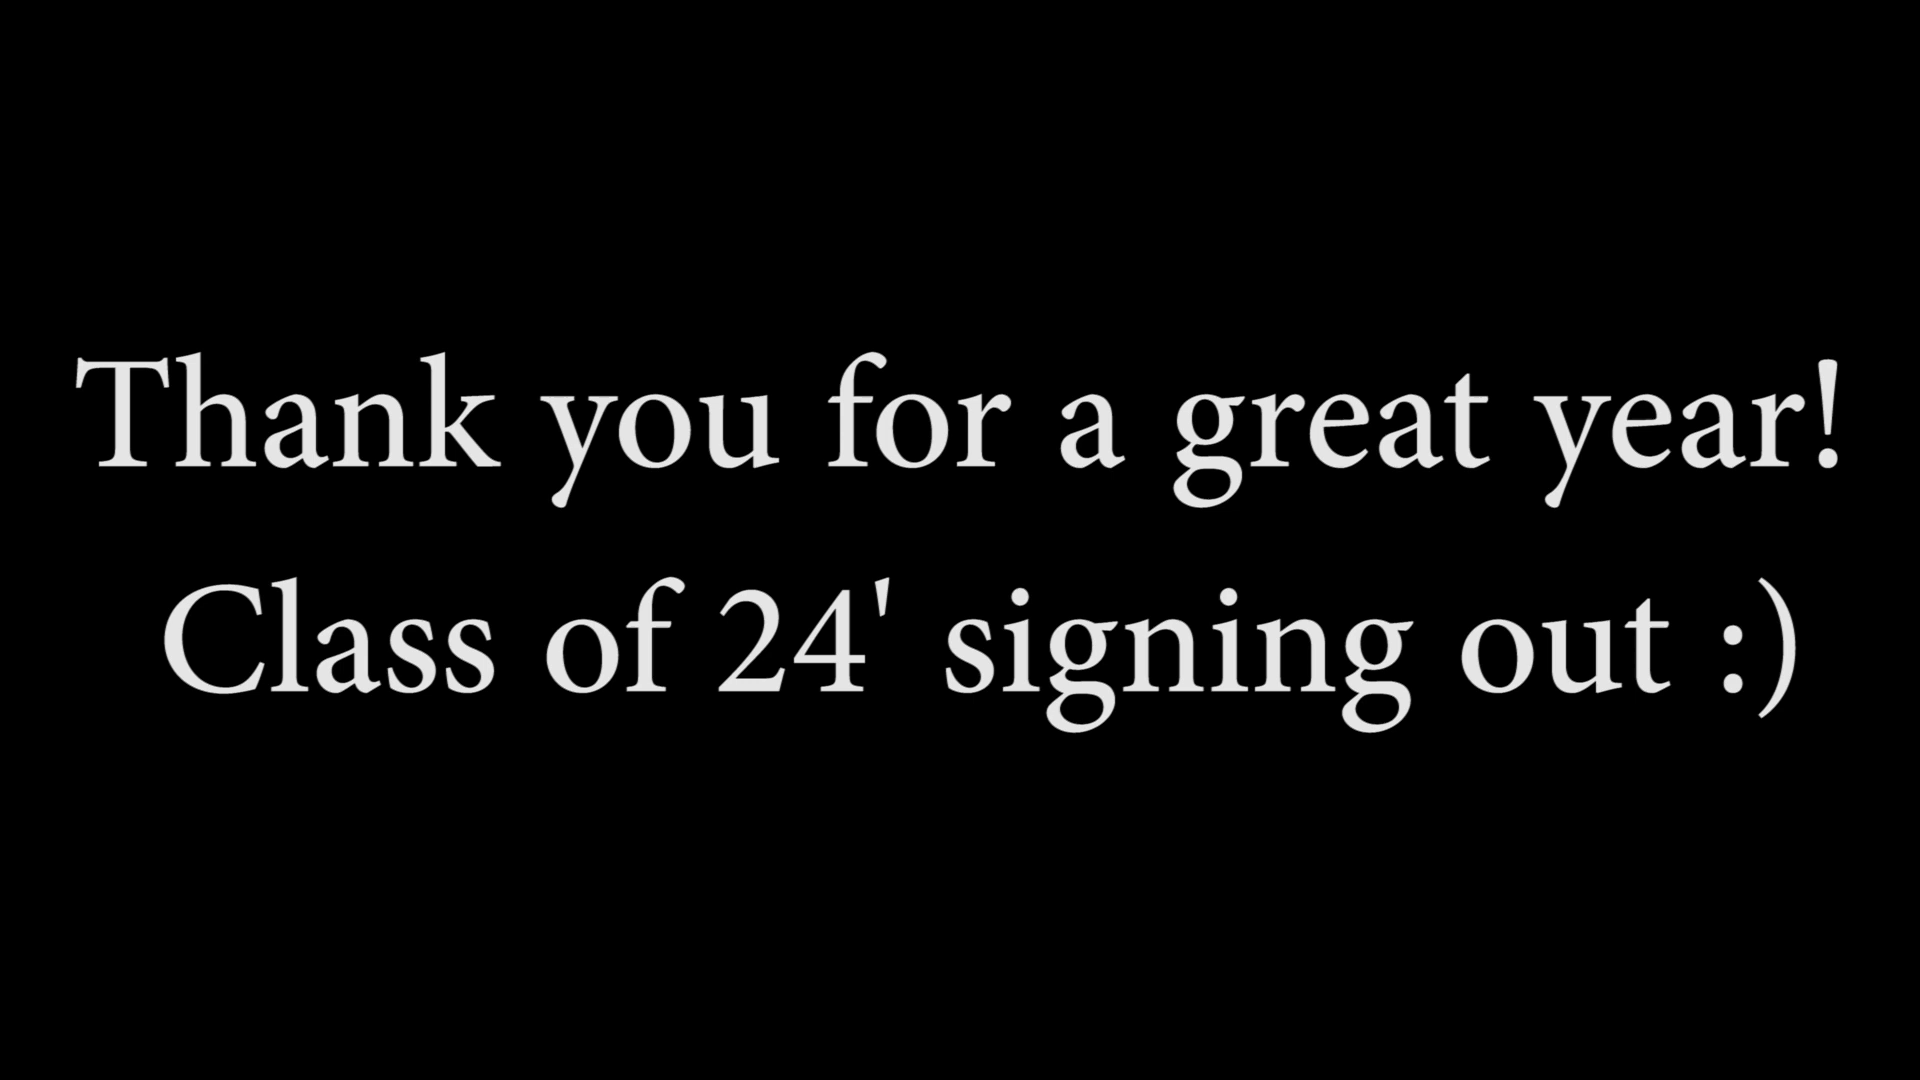 Thank you for a great year!
Class of 24' signing out :)